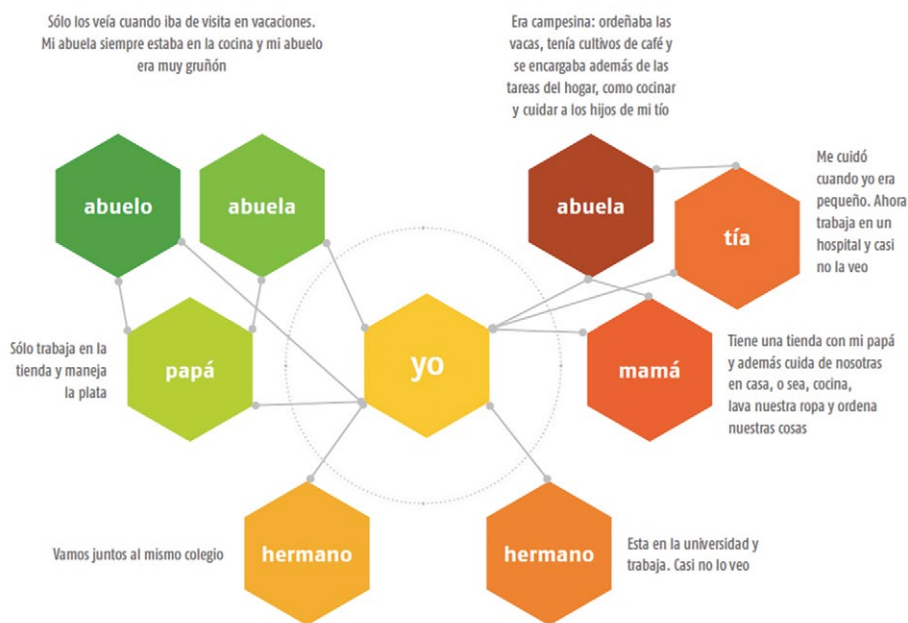 Sólo los veía cuando iba de visita en vacaciones.
Mi abuela siempre estaba en la cocina y mi abuelo
era muy gruñón
Era campesina: ordeñaba las
vacas, tenía cultivos de café y
se encargaba además de las
tareas del hogar, como cocinar
y cuidar a los hijos de mi tío
abuelo
abuela
abuela
tía
Me cuidó
cuando yo era
pequeño. Ahora
trabaja en un
hospital y casi
no la veo
Sólo trabaja en la
tienda y maneja
la plata
papá
yo
mamá
Tiene una tienda con mi papá
y además cuida de nosotras
en casa, o sea, cocina,
lava nuestra ropa y ordena
nuestras cosas
Vamos juntos al mismo colegio
hermano
hermano
Esta en la universidad y
trabaja. Casi no lo veo